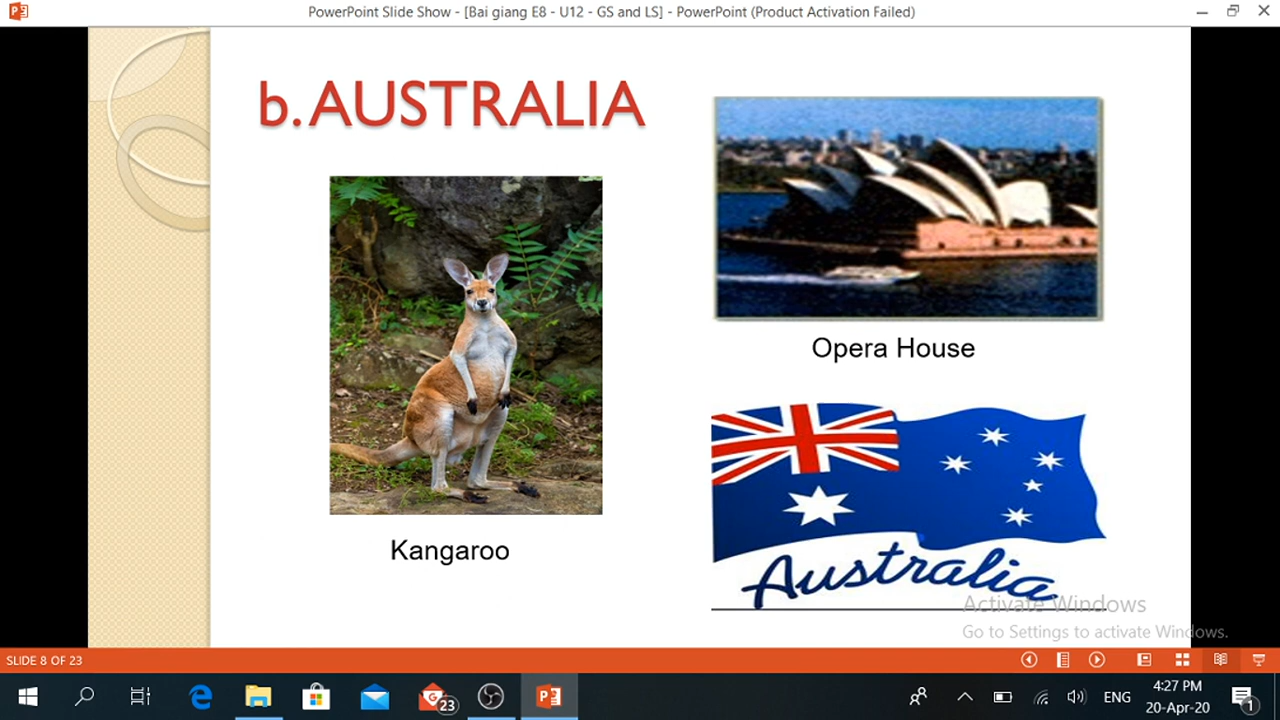 PowerPoint Slide Show - [Bai giang E8 - U12 - GS and LS] - PowerPoint (Product Activation Failed)
b. AUSTRALIA
Opera House
Kangaroo
Australia
Activate Windows
Go to Settings to activate Windows.
SLIDE 8 OF 23
23
ENG
4:27 PM
20-Apr-20
1